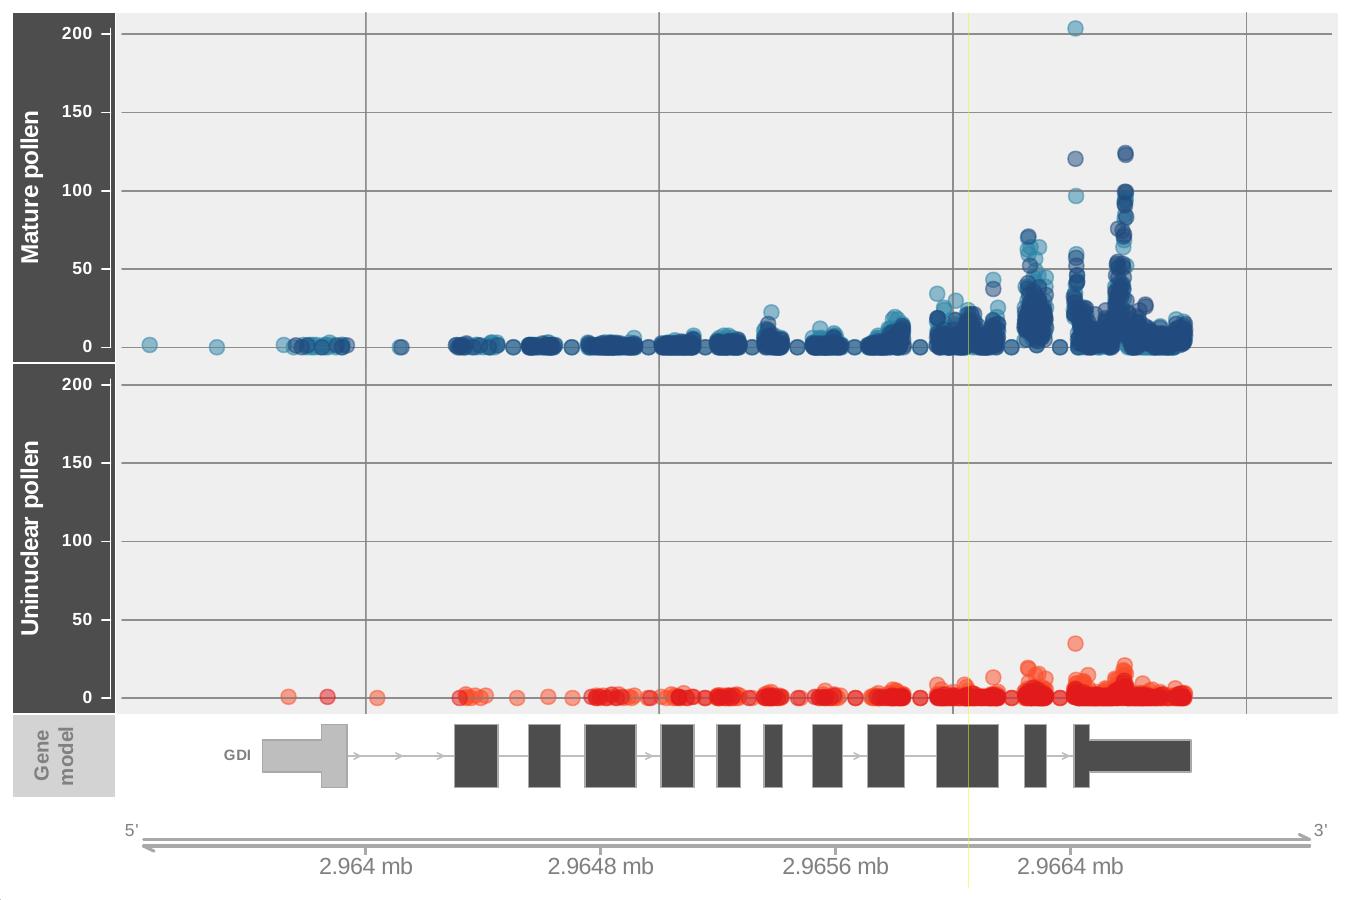 Mature pollen
200
150
100
50
0
Uninuclear pollen
200
150
100
50
0
Gene
model
GDI
5'
3'
2.964 mb
2.9648 mb
2.9656 mb
2.9664 mb